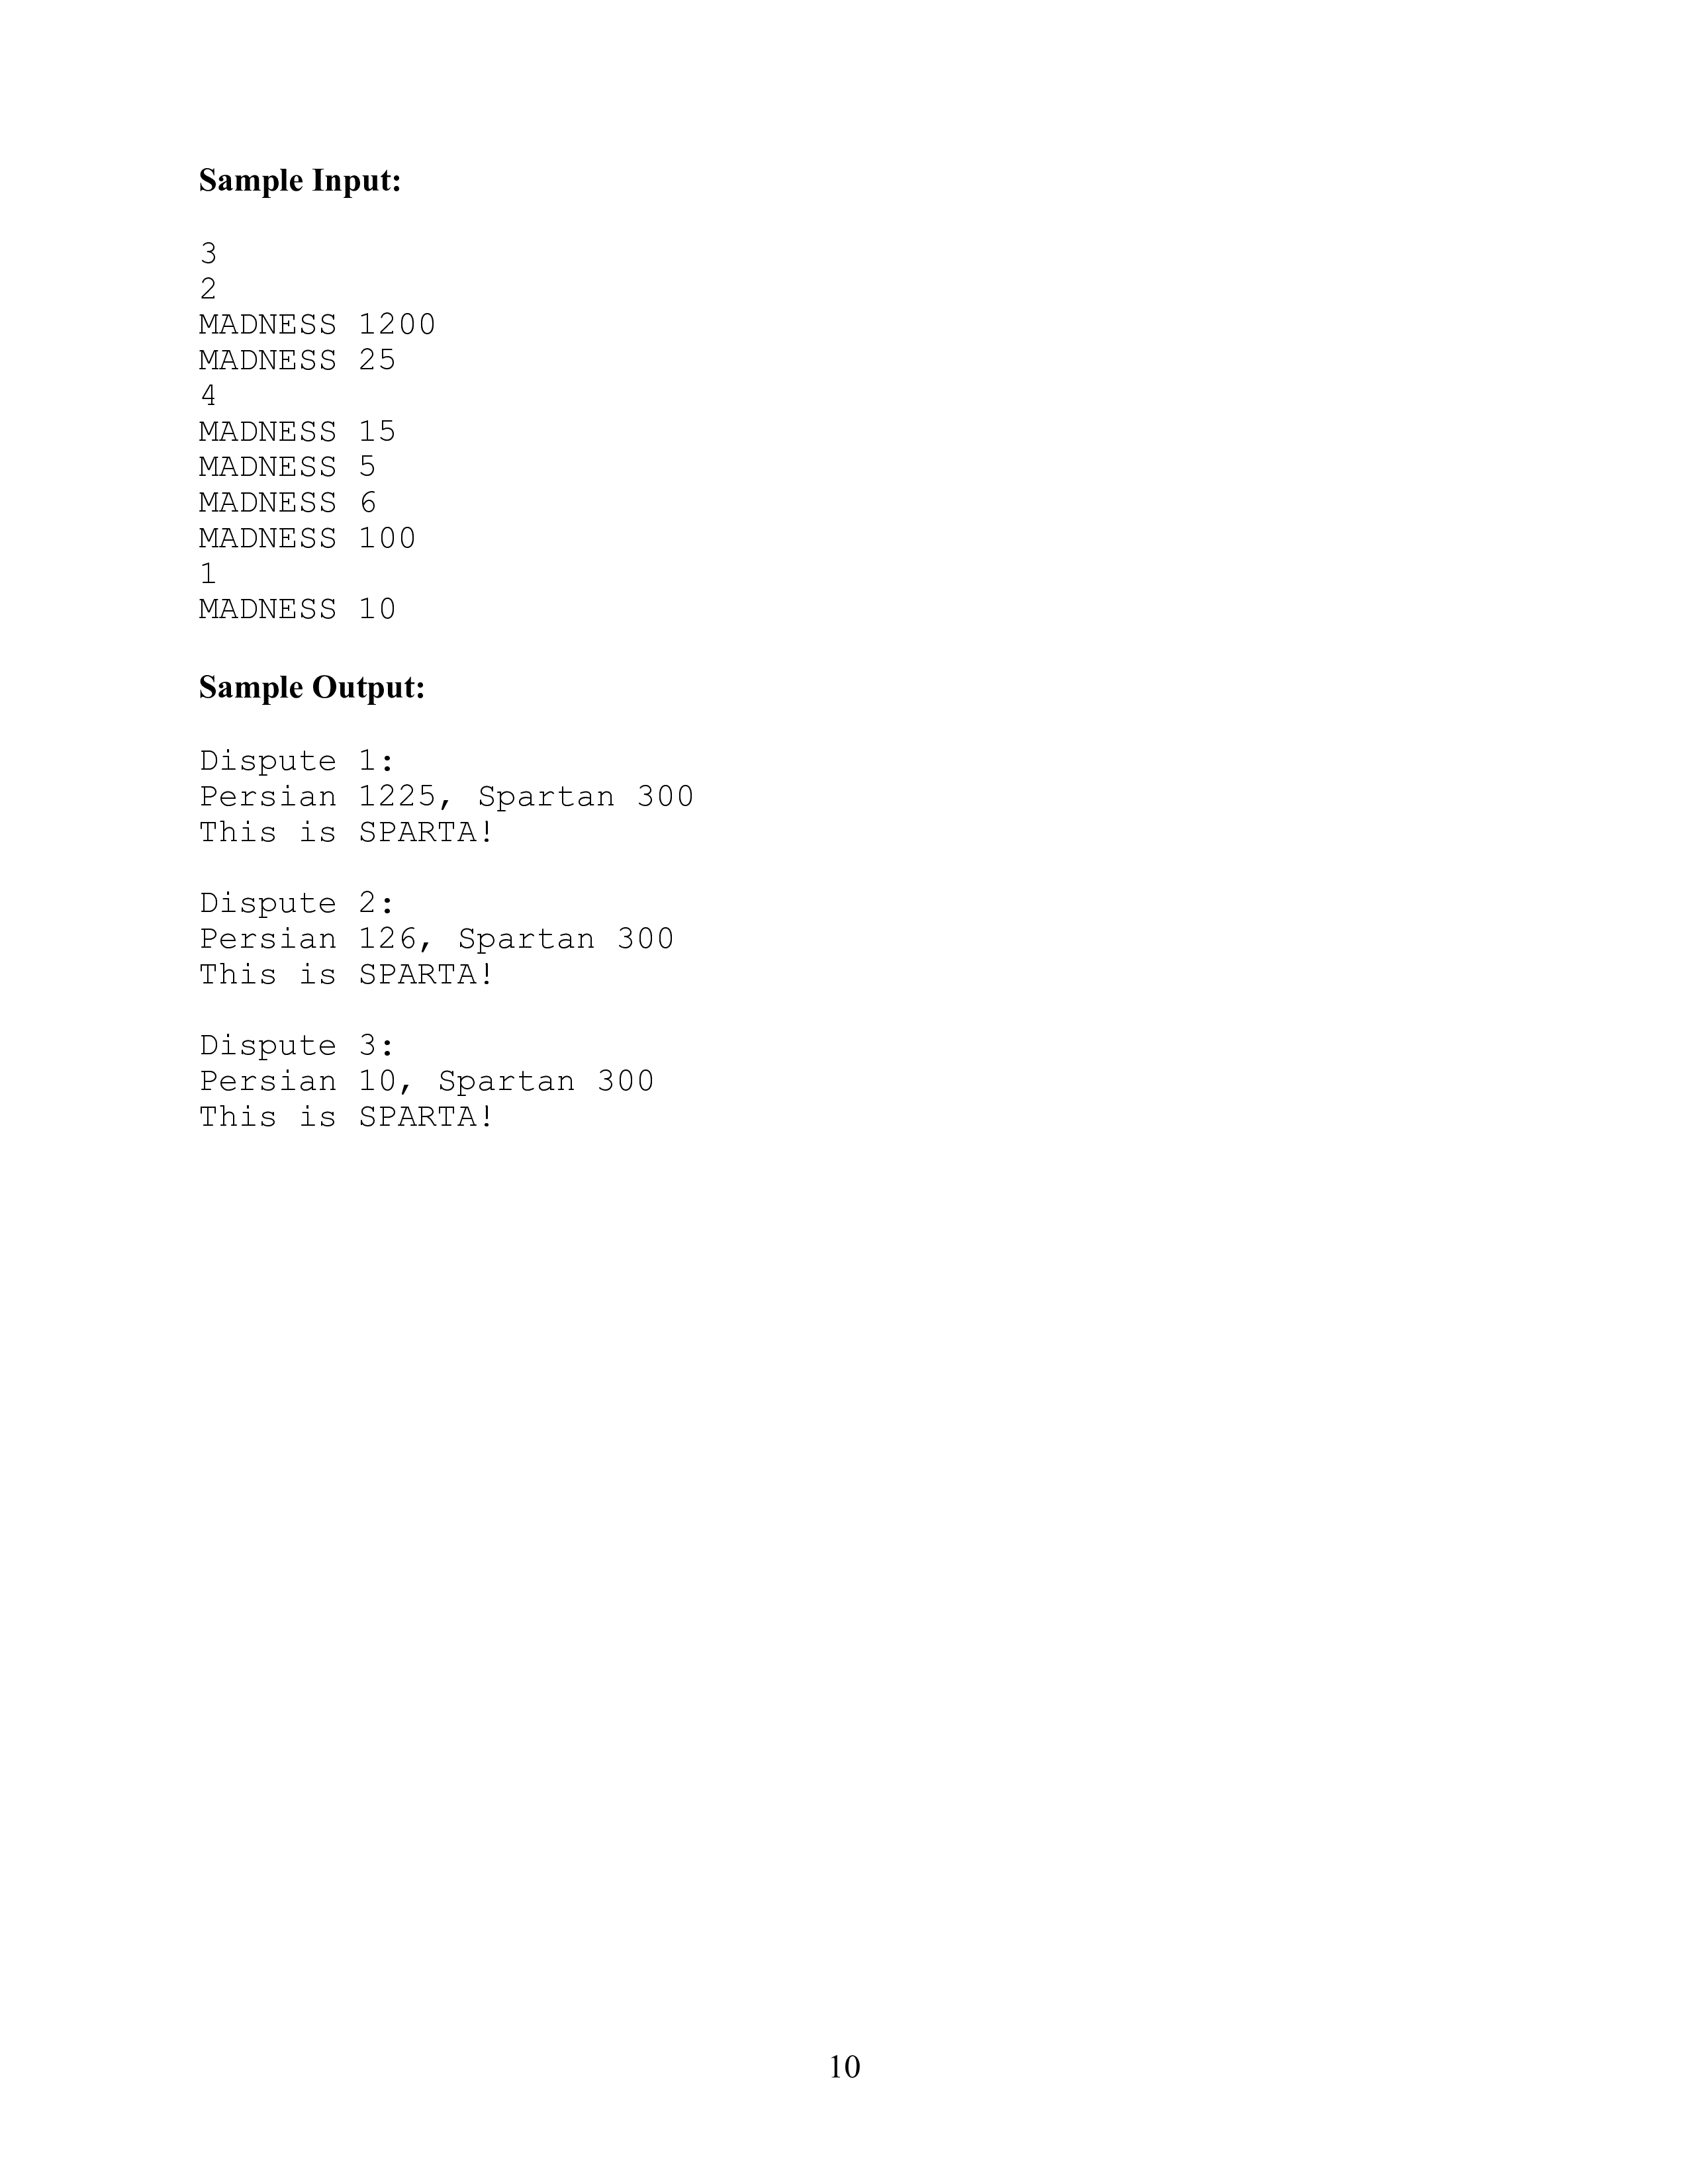 Sample Input:
3
2
MADNESS 1200
MADNESS 25
4
MADNESS 15
MADNESS 5
MADNESS 6
MADNESS 100
1
MADNESS 10
Sample Output:
Dispute 1:
Persian 1225, Spartan 300
This is SPARTA!
Dispute 2:
Persian 126, Spartan 300
This is SPARTA!
Dispute 3:
Persian 10, Spartan 300
This is SPARTA!
10